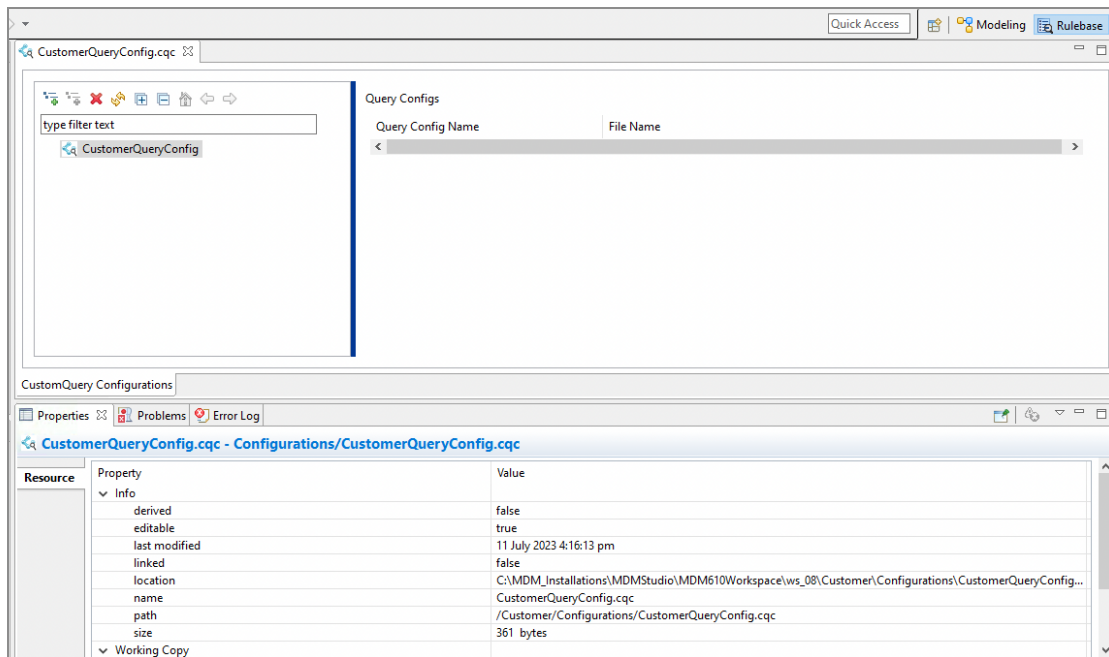 Quick Access
Modeling
Rulebase
CustomerQueryConfig.cqc
type filter text
CustomerQueryConfig
Query Configs
Query Config Name File Name
CustomQuery Configurations
Properties Problems Error Log
CustomerQueryConfig.cqc - Configurations/CustomerQueryConfig.cqc
Resource
Property Value
Info
derived false
editable true
last modified 11 July 2023 4:16:13 pm
linked false
location C:\MDM_Installations\MDMStudio\MDM610Workspace\ws_08\Customer\Configurations\CustomerQueryConfig...
name CustomerQueryConfig.cqc
path /Customer/Configurations/CustomerQueryConfig.cqc
size 361 bytes
Working Copy